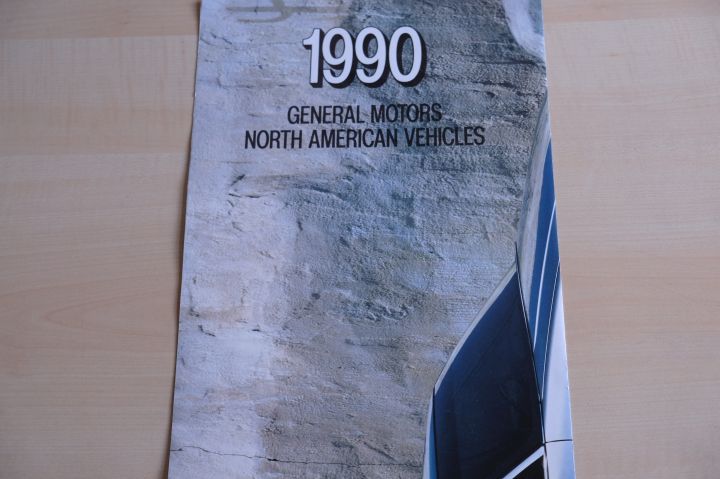 1990
GENERAL MOTORS
NORTH AMERICAN VEHICLES